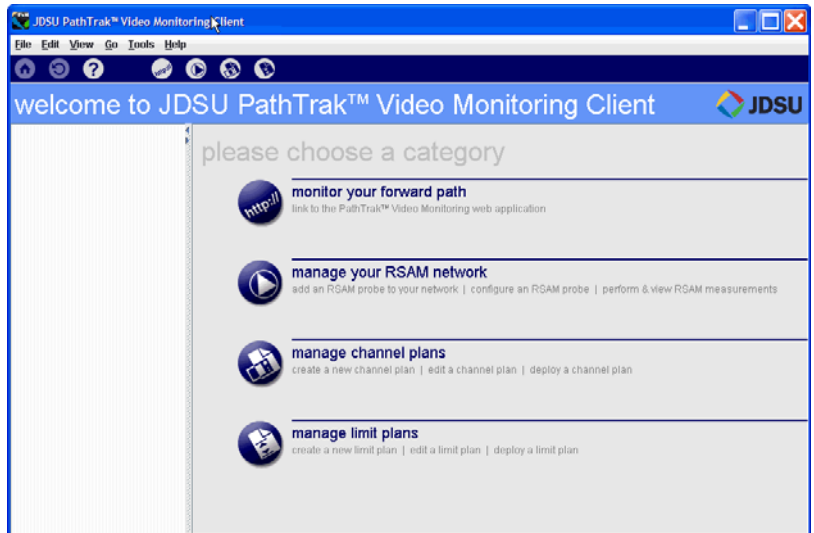 JDSU PathTrak™ Video Monitoring Client
File Edit View Go Tools Help
http://
welcome to JDSU PathTrak™ Video Monitoring Client
JDSU
please choose a category
http://
monitor your forward path
link to the PathTrak™ Video Monitoring web application
manage your RSAM network
add an RSAM probe to your network | configure an RSAM probe | perform & view RSAM measurements
manage channel plans
create a new channel plan | edit a channel plan | deploy a channel plan
manage limit plans
create a new limit plan | edit a limit plan | deploy a limit plan